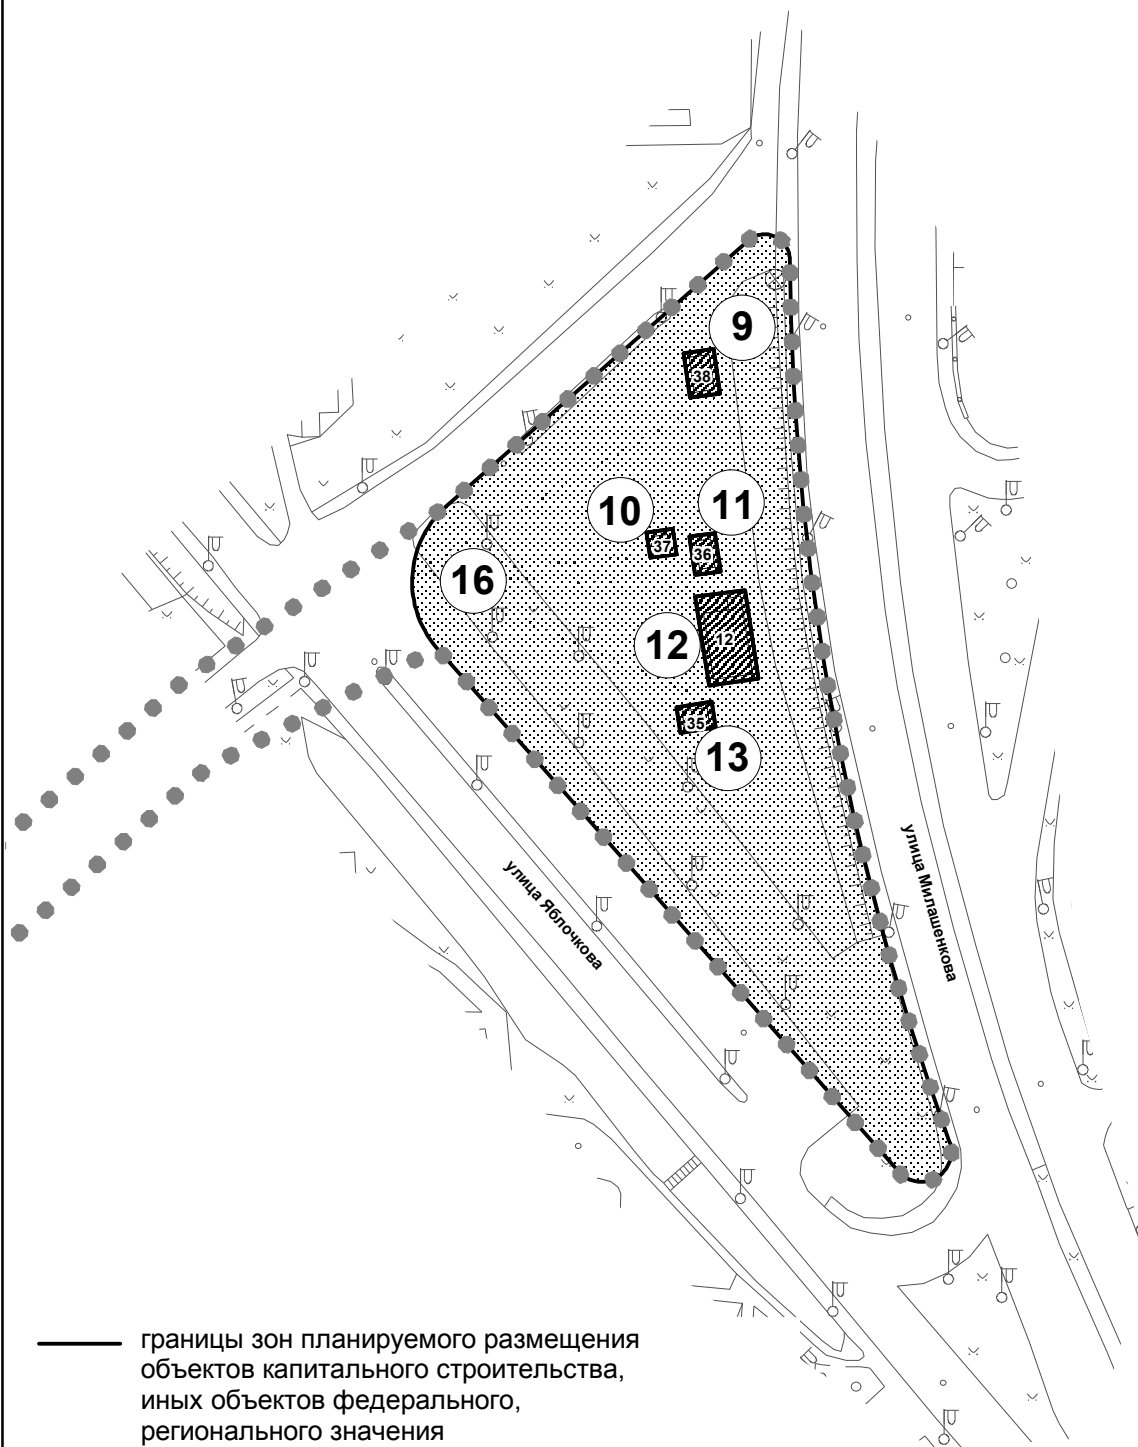 9
38
11
10
37
36
16
12
12
35
13
улица Милашенкова
улица Яблочкова
границы зон планируемого размещения
объектов капитального строительства,
иных объектов федерального,
регионального значения